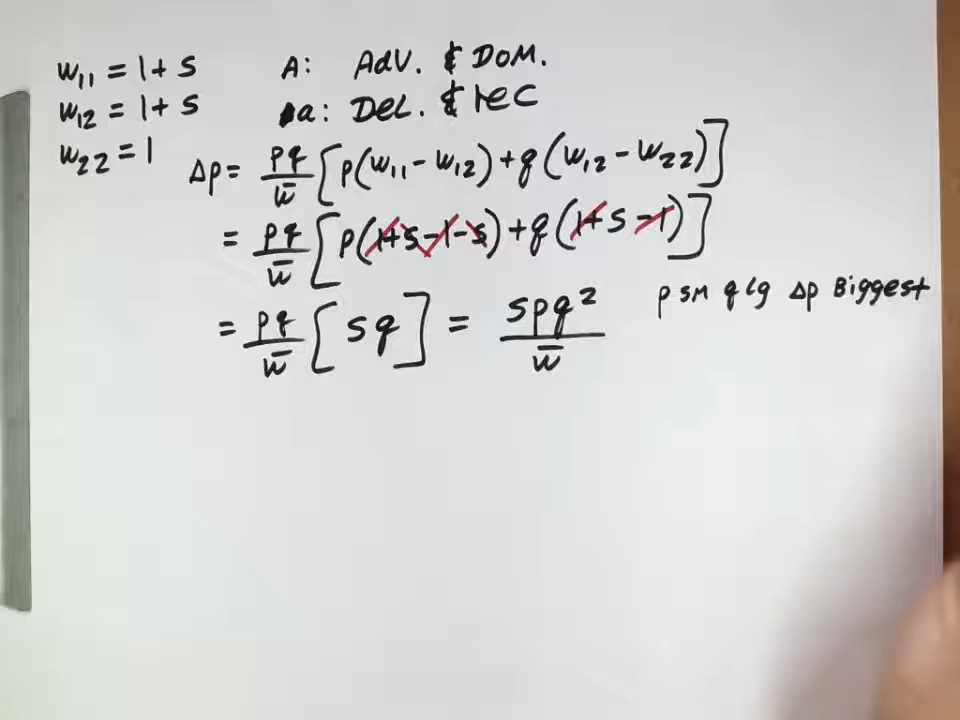 w₁₁ = 1 + S A: Adv. & DOM.
w₁₂ = 1 + S a: DEL. & rEC
w₂₂ = 1
Δp = pq/w̄ [p(w₁₁ - w₁₂) + q(w₁₂ - w₂₂)]
= pq/w̄ [p(1+s-1-s) + q(1+s-1)]
= pq/w̄ [sq] = spq²/w̄ p SM q lg Δp Biggest